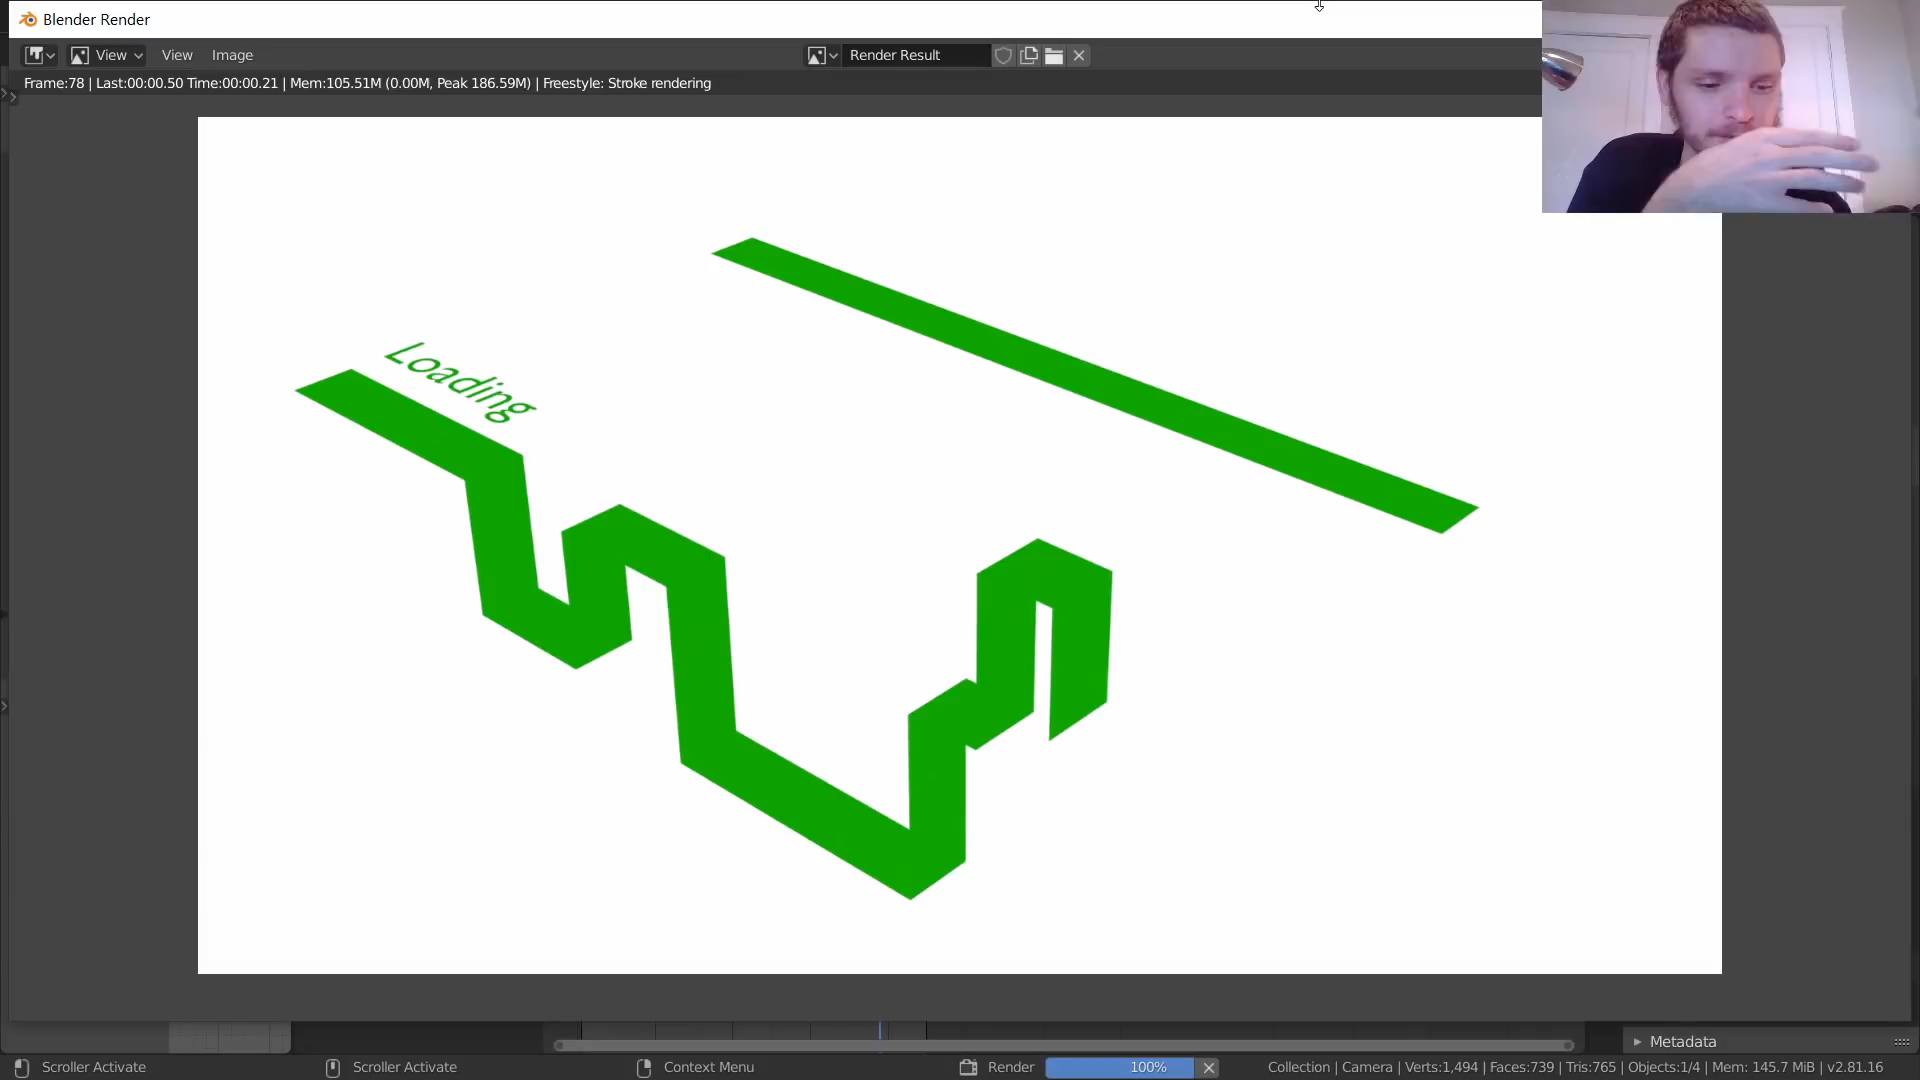 Blender Render
View View Image Render Result
Frame:78 | Last:00:00.50 Time:00:00.21 | Mem:105.51M (0.00M, Peak 186.59M) | Freestyle: Stroke rendering
Loading
Metadata
Scroller Activate Scroller Activate Context Menu Render 100% Collection | Camera | Verts:1,494 | Faces:739 | Tris:765 | Objects:1/4 | Mem: 145.7 MiB | v2.81.16